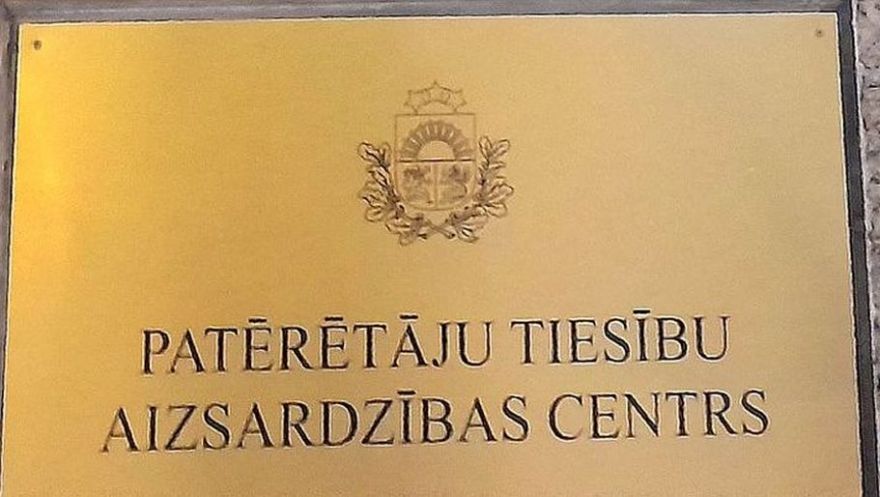 PATĒRĒTĀJU TIESĪBU
AIZSARDZĪBAS CENTRS